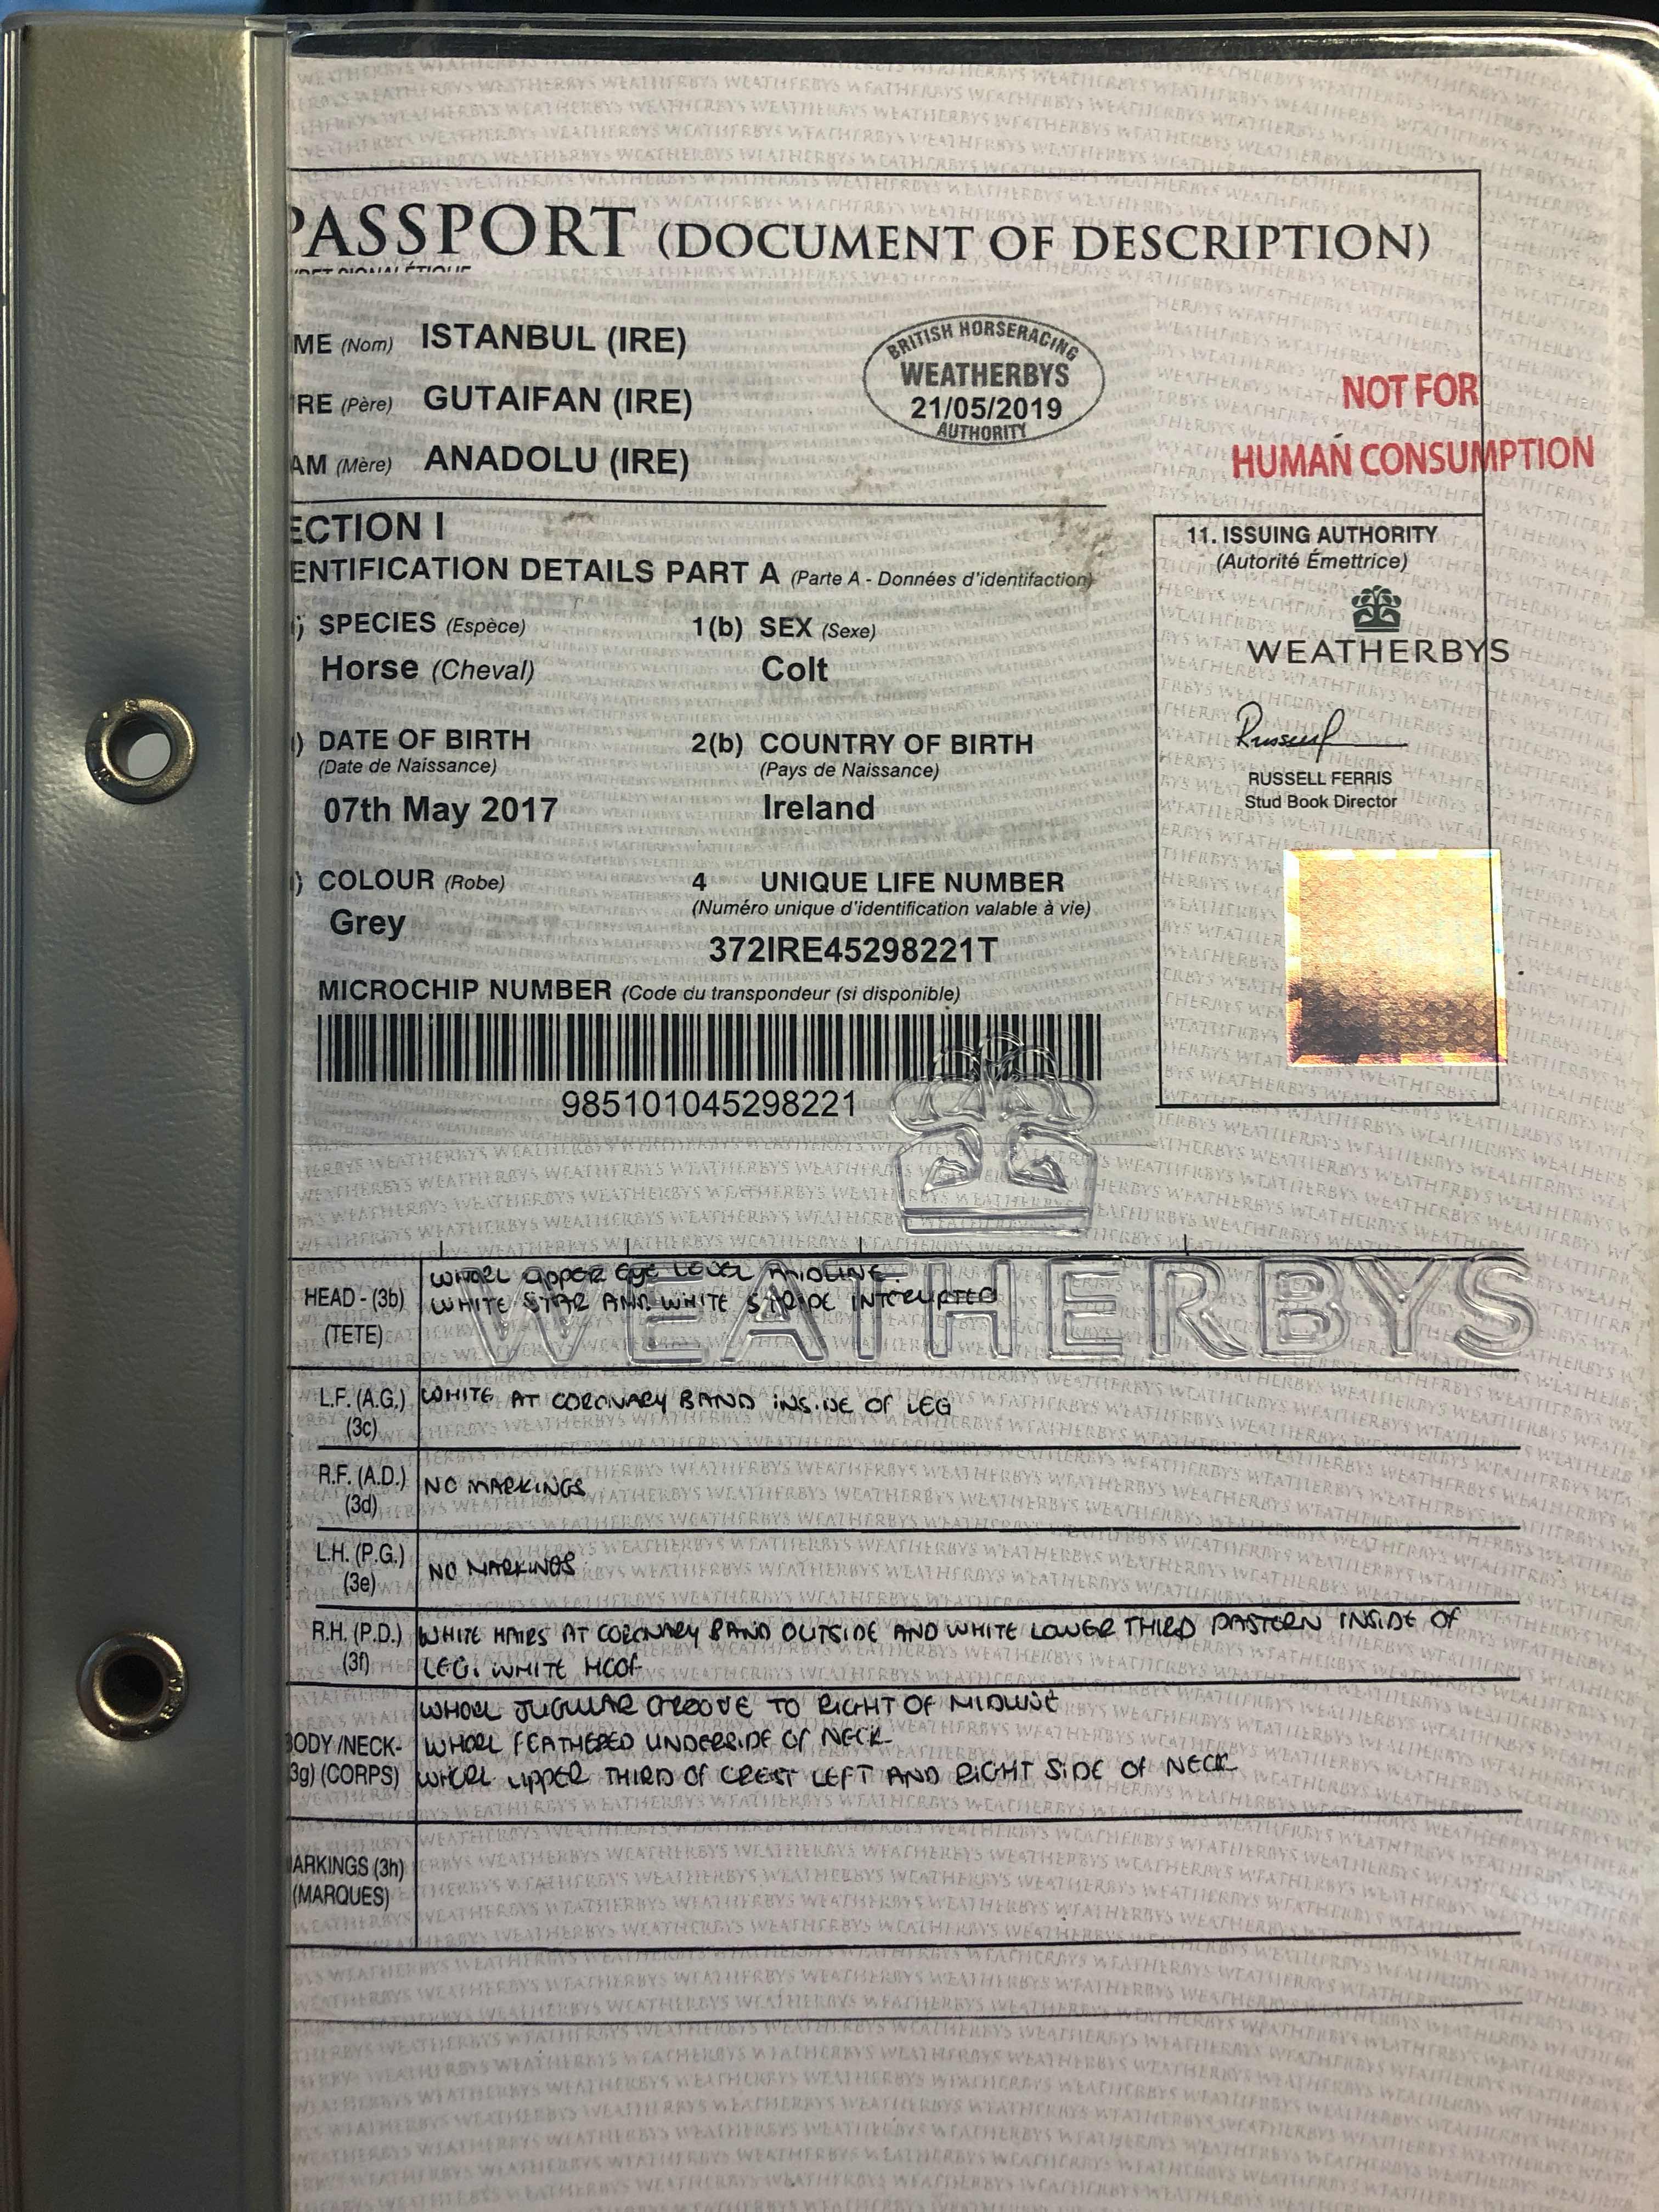 PASSPORT (DOCUMENT OF DESCRIPTION)
ME (Nom) ISTANBUL (IRE)
RE (Père) GUTAIFAN (IRE)
AM (Mère) ANADOLU (IRE)
BRITISH HORSERACING
WEATHERBYS
21/05/2019
AUTHORITY
NOT FOR
HUMAN CONSUMPTION
ECTION I
ENTIFICATION DETAILS PART A (Parte A - Données d'identifaction)
) SPECIES (Espèce) 1(b) SEX (Sexe)
Horse (Cheval) Colt
) DATE OF BIRTH 2(b) COUNTRY OF BIRTH
(Date de Naissance) (Pays de Naissance)
07th May 2017 Ireland
) COLOUR (Robe) 4 UNIQUE LIFE NUMBER
Grey (Numéro unique d'identification valable à vie)
372IRE45298221T
MICROCHIP NUMBER (Code du transpondeur (si disponible)
985101045298221
11. ISSUING AUTHORITY
(Autorité Émettrice)
WEATHERBYS
RUSSELL FERRIS
Stud Book Director
WEATHERBYS
HEAD - (3b) WHORL UPPER EYE LEVEL MIDLINE.
(TETE) WHITE STAR AND WHITE STRIPE INTERUPTED
L.F. (A.G.) WHITE AT CORONARY BAND INSIDE OF LEG
(3c)
R.F. (A.D.) NO MARKINGS
(3d)
L.H. (P.G.) NO MARKINGS
(3e)
R.H. (P.D.) WHITE HAIRS AT CORONARY BAND OUTSIDE AND WHITE LOWER THIRD PASTERN INSIDE OF
(3f) LEG. WHITE HOOF
WHORL JUGULAR GROOVE TO RIGHT OF MIDLINE
BODY /NECK- WHORL FEATHERED UNDERSIDE OF NECK
3g) (CORPS) WHORL UPPER THIRD OF CREST LEFT AND RIGHT SIDE OF NECK
ARKINGS (3h)
(MARQUES)